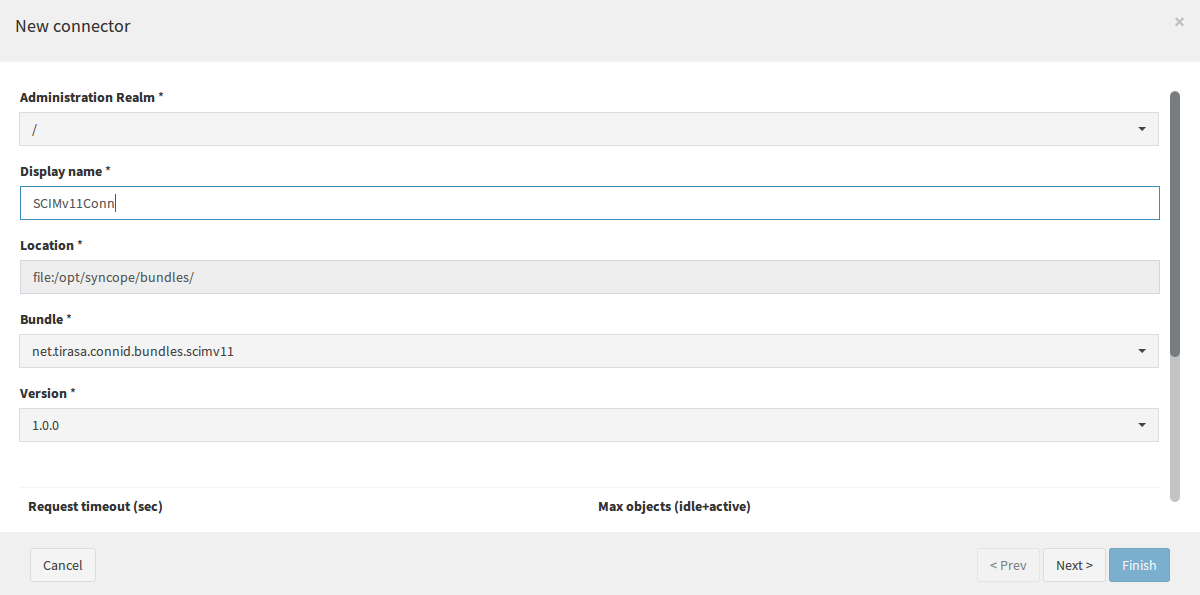 New connector
×
Administration Realm *
/
Display name *
SCIMv11Conn
Location *
file:/opt/syncope/bundles/
Bundle *
net.tirasa.connid.bundles.scimv11
Version *
1.0.0
Request timeout (sec) Max objects (idle+active)
Cancel < Prev Next > Finish